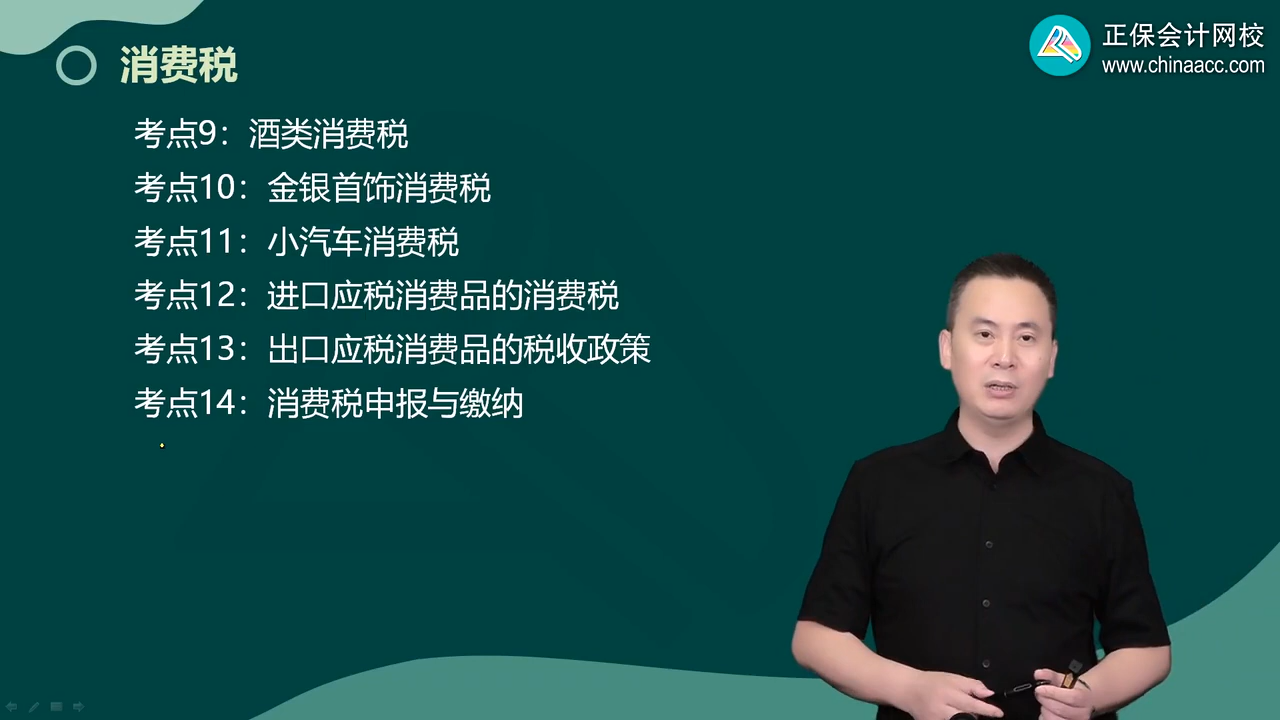 消费税
正保会计网校
www.chinaacc.com
考点9：酒类消费税
考点10：金银首饰消费税
考点11：小汽车消费税
考点12：进口应税消费品的消费税
考点13：出口应税消费品的税收政策
考点14：消费税申报与缴纳